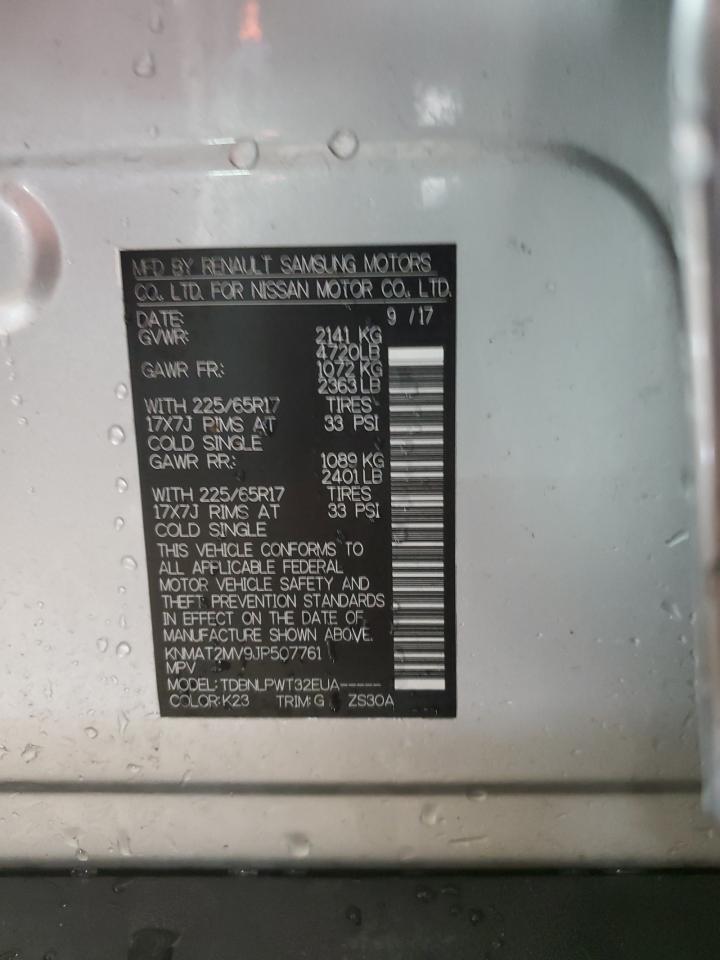 MFD BY RENAULT SAMSUNG MOTORS
CO., LTD. FOR NISSAN MOTOR CO., LTD.
DATE: 9 /17
GVWR: 2141 KG
4720LB
GAWR FR: 1072 KG
2363 LB
WITH 225/65R17 TIRES
17X7J RIMS AT 33 PSI
COLD SINGLE
GAWR RR: 1089 KG
2401 LB
WITH 225/65R17 TIRES
17X7J RIMS AT 33 PSI
COLD SINGLE
THIS VEHICLE CONFORMS TO
ALL APPLICABLE FEDERAL
MOTOR VEHICLE SAFETY AND
THEFT PREVENTION STANDARDS
IN EFFECT ON THE DATE OF
MANUFACTURE SHOWN ABOVE.
KNMAT2MV9JP507761
MPV
MODEL: TDBNLPWT32EUA-----
COLOR:K23 TRIM: G ZS30A